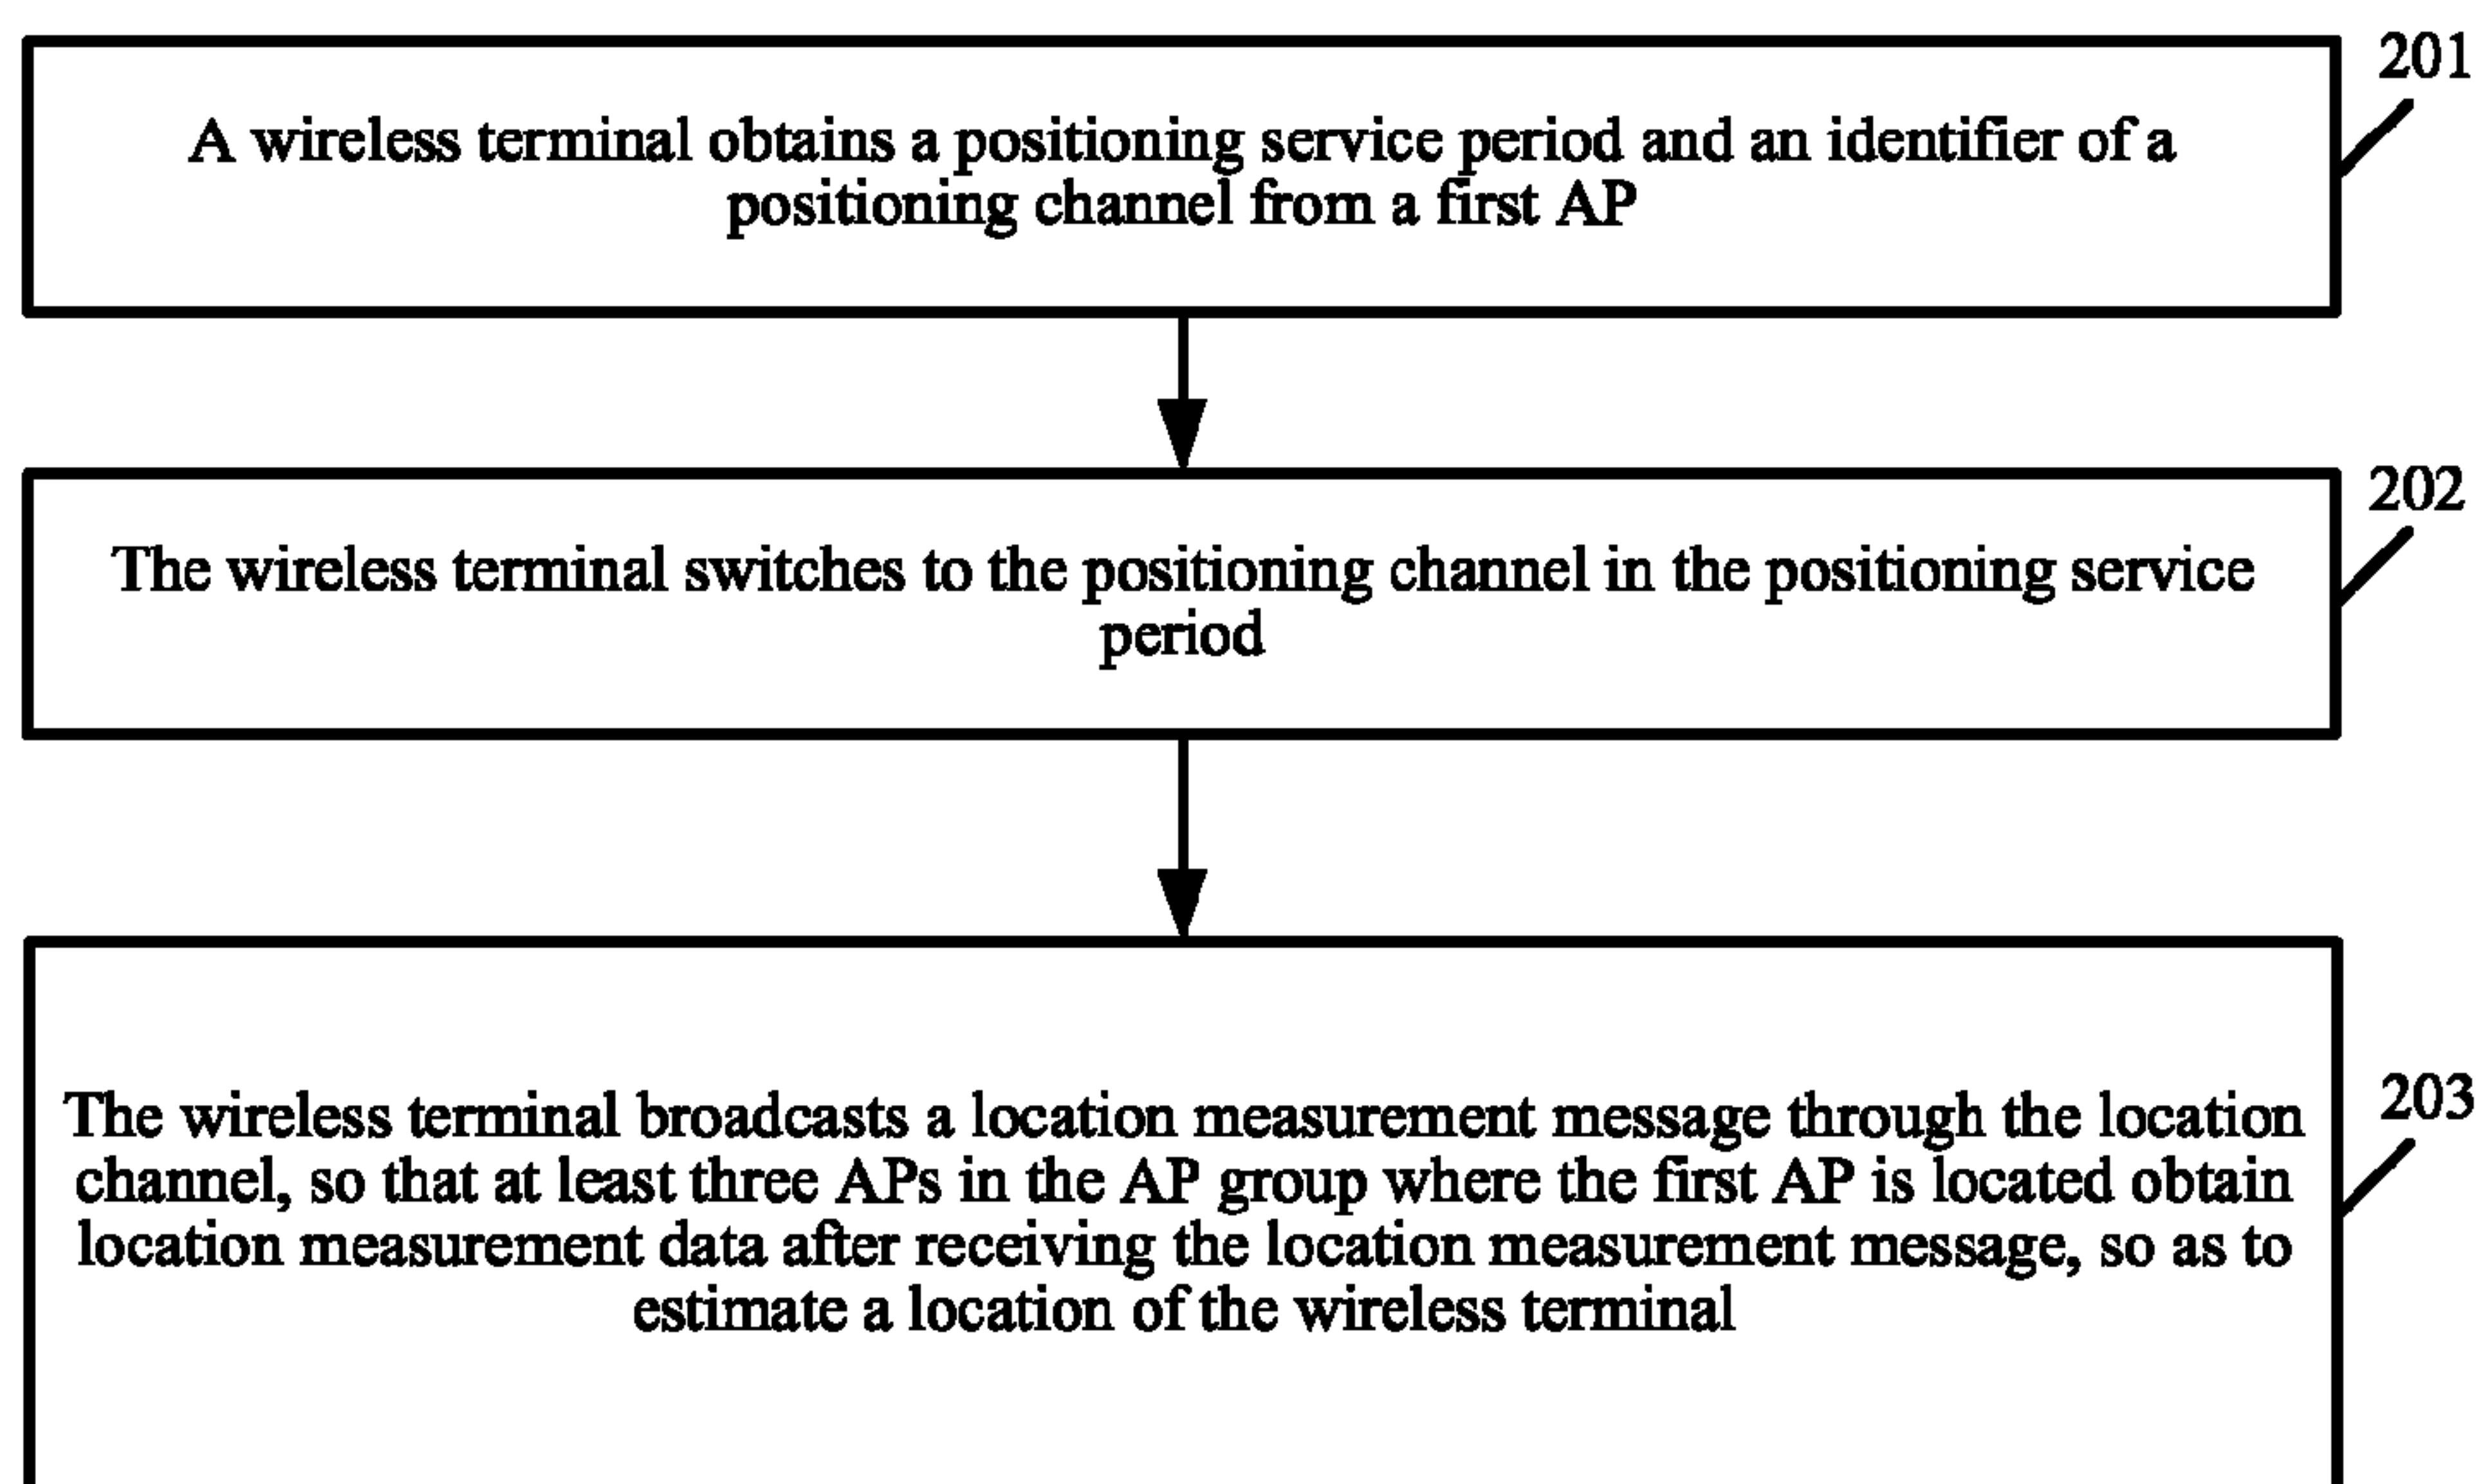 201
A wireless terminal obtains a positioning service period and an identifier of a
positioning channel from a first AP
202
The wireless terminal switches to the positioning channel in the positioning service
period
203
The wireless terminal broadcasts a location measurement message through the location
channel, so that at least three APs in the AP group where the first AP is located obtain
location measurement data after receiving the location measurement message, so as to
estimate a location of the wireless terminal